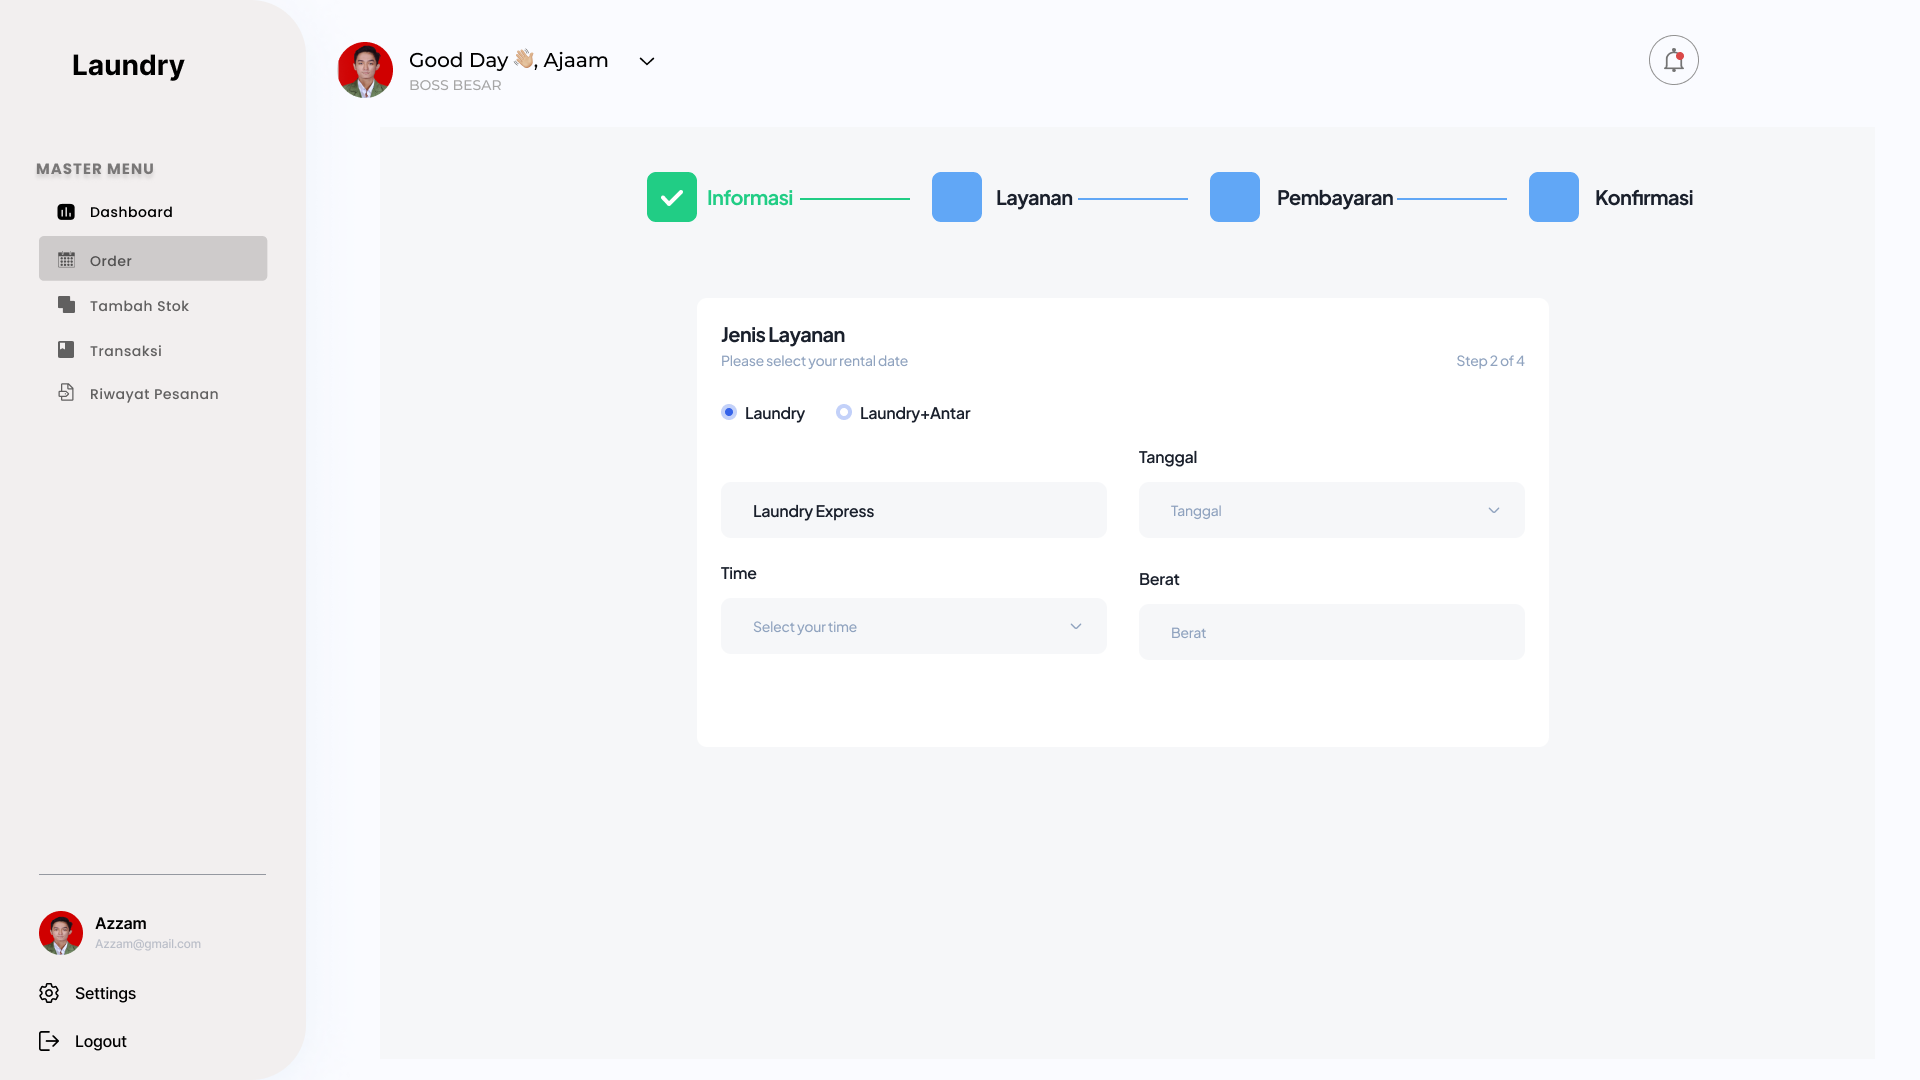 Laundry
MASTER MENU
Dashboard
Order
Tambah Stok
Transaksi
Riwayat Pesanan
Azzam
Azzam@gmail.com
Settings
Logout
Good Day 👋🏼, Ajaam
BOSS BESAR
Informasi
Layanan
Pembayaran
Konfirmasi
Jenis Layanan
Please select your rental date
Step 2 of 4
Laundry
Laundry+Antar
Tanggal
Laundry Express
Tanggal
Time
Berat
Select your time
Berat